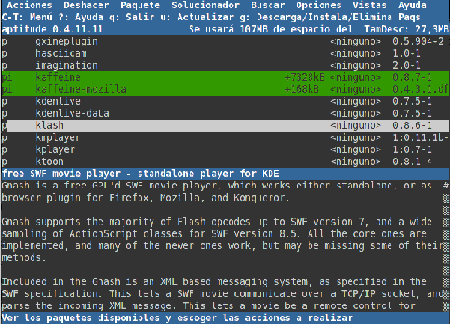 Acciones Deshacer Paquete Solucionador Buscar Opciones Vistas Ayuda
C-T: Menú ?: Ayuda q: Salir u: Actualizar g: Descarga/Instala/Elimina Paqs
aptitude 0.4.11.11 Se usará 107MB de espacio del TamDesc: 27,3MB
p gxineplugin <ninguno> 0.5.904-2
p hasciicam <ninguno> 1.0-1
p imagination <ninguno> 2.0-1
pi kaffeine +7328kB <ninguno> 0.8.7-1
pi kaffeine-mozilla +168kB <ninguno> 0.4.3.1.df
p kdenlive <ninguno> 0.7.5-1
p kdenlive-data <ninguno> 0.7.5-1
p klash <ninguno> 0.8.6-1
p kmplayer <ninguno> 1:0.11.1b-
p kplayer <ninguno> 1:0.7-1
p ktoon <ninguno> 0.8.1-4
free SWF movie player - standalone player for KDE
Gnash is a free GPL'd SWF movie player, which works either standalone, or as #
browser plugin for Firefox, Mozilla, and Konqueror.
Gnash supports the majority of Flash opcodes up to SWF version 7, and a wide
sampling of ActionScript classes for SWF version 8.5. All the core ones are
implemented, and many of the newer ones work, but may be missing some of their
methods.
Included in the Gnash is an XML based messaging system, as specified in the
SWF specification. This lets a SWF movie communicate over a TCP/IP socket, and
parse the incoming XML message. This lets a movie be a remote control for
Ver los paquetes disponibles y escoger las acciones a realizar